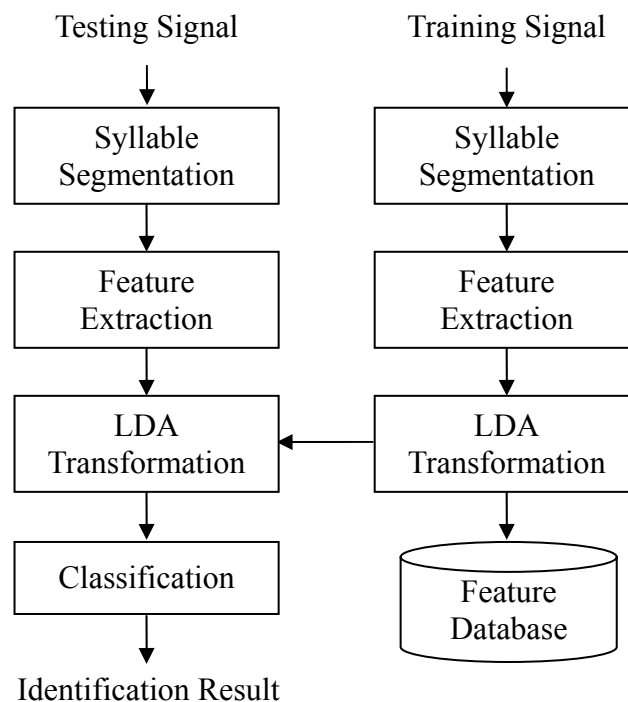 Testing Signal
Training Signal
Syllable
Segmentation
Syllable
Segmentation
Feature
Extraction
Feature
Extraction
LDA
Transformation
LDA
Transformation
Classification
Feature
Database
Identification Result